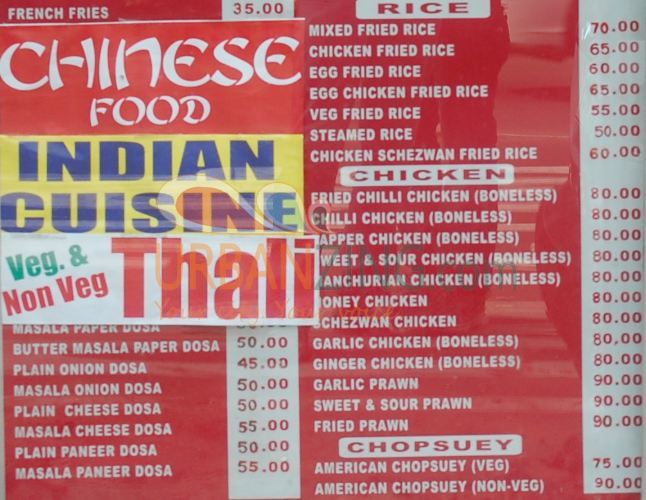 FRENCH FRIES 35.00
CHINESE
FOOD
INDIAN
CUISINE
Veg. &
Non Veg
Thali
MASALA PAPER DOSA
BUTTER MASALA PAPER DOSA 50.00
PLAIN ONION DOSA 45.00
MASALA ONION DOSA 50.00
PLAIN CHEESE DOSA 50.00
MASALA CHEESE DOSA 55.00
PLAIN PANEER DOSA 50.00
MASALA PANEER DOSA 55.00
RICE
MIXED FRIED RICE 70.00
CHICKEN FRIED RICE 65.00
EGG FRIED RICE 60.00
EGG CHICKEN FRIED RICE 65.00
VEG FRIED RICE 55.00
STEAMED RICE 50.00
CHICKEN SCHEZWAN FRIED RICE 60.00
CHICKEN
FRIED CHILLI CHICKEN (BONELESS) 80.00
CHILLI CHICKEN (BONELESS) 80.00
APPER CHICKEN (BONELESS) 80.00
WEET & SOUR CHICKEN (BONELESS) 80.00
ANCHURIAN CHICKEN (BONELESS) 80.00
HONEY CHICKEN 80.00
SCHEZWAN CHICKEN 80.00
GARLIC CHICKEN (BONELESS) 80,00
GINGER CHICKEN (BONELESS) 80.00
GARLIC PRAWN 90.00
SWEET & SOUR PRAWN 90.00
FRIED PRAWN 90.00
CHOPSUEY
AMERICAN CHOPSUEY (VEG) 75.00
AMERICAN CHOPSUEY (NON-VEG) 90.00